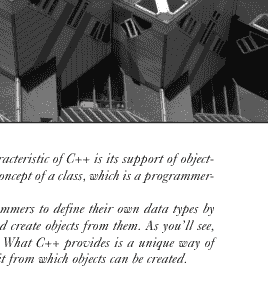 racteristic of C++ is its support of object-
oncept of a class, which is a programmer-
mmers to define their own data types by
d create objects from them. As you'll see,
What C++ provides is a unique way of
it from which objects can be created.